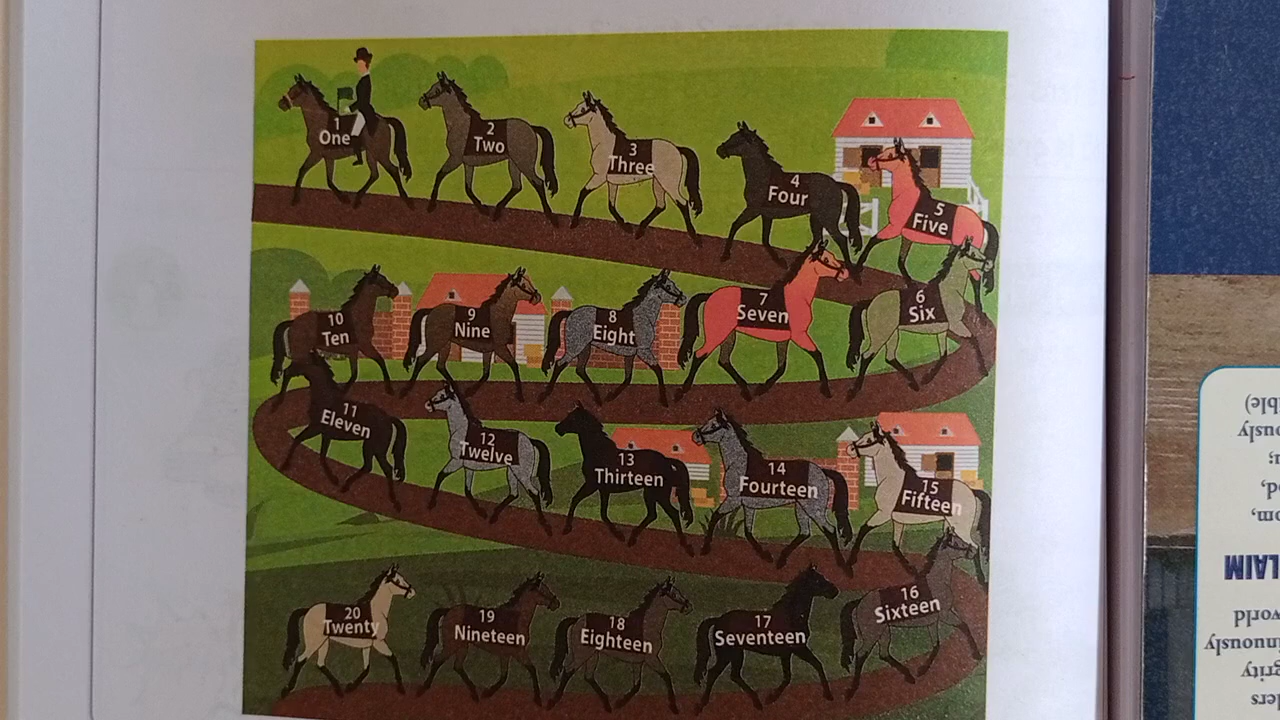 1
One
2
Two
3
Three
4
Four
5
Five
6
Six
7
Seven
8
Eight
9
Nine
10
Ten
11
Eleven
12
Twelve
13
Thirteen
14
Fourteen
15
Fifteen
16
Sixteen
17
Seventeen
18
Eighteen
19
Nineteen
20
Twenty
LAIM
world